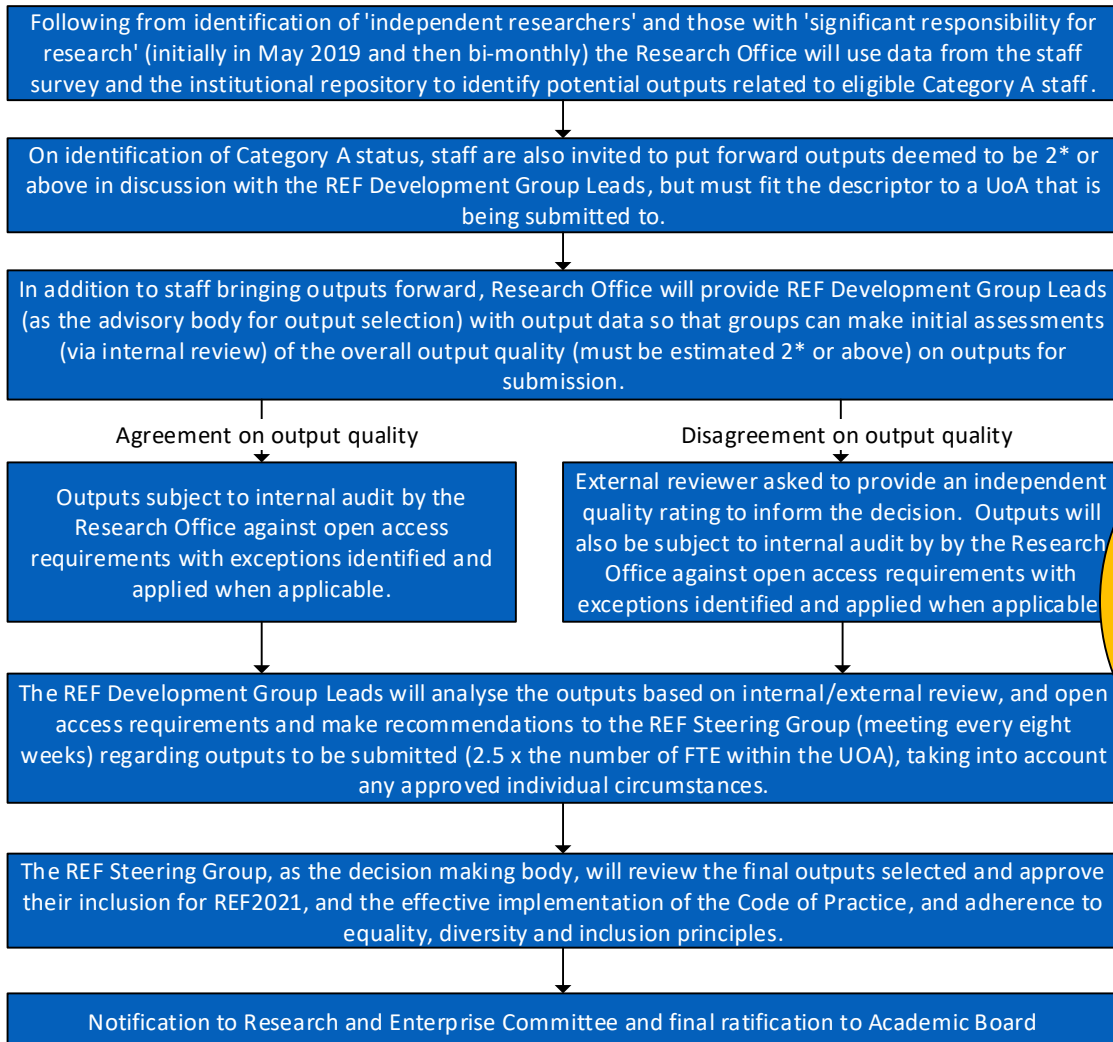 Following from identification of 'independent researchers' and those with 'significant responsibility for
research' (initially in May 2019 and then bi-monthly) the Research Office will use data from the staff
survey and the institutional repository to identify potential outputs related to eligible Category A staff.
On identification of Category A status, staff are also invited to put forward outputs deemed to be 2* or
above in discussion with the REF Development Group Leads, but must fit the descriptor to a UoA that is
being submitted to.
In addition to staff bringing outputs forward, Research Office will provide REF Development Group Leads
(as the advisory body for output selection) with output data so that groups can make initial assessments
(via internal review) of the overall output quality (must be estimated 2* or above) on outputs for
submission.
Agreement on output quality
Disagreement on output quality
Outputs subject to internal audit by the
Research Office against open access
requirements with exceptions identified and
applied when applicable.
External reviewer asked to provide an independent
quality rating to inform the decision. Outputs will
also be subject to internal audit by by the Research
Office against open access requirements with
exceptions identified and applied when applicable
The REF Development Group Leads will analyse the outputs based on internal/external review, and open
access requirements and make recommendations to the REF Steering Group (meeting every eight
weeks) regarding outputs to be submitted (2.5 x the number of FTE within the UOA), taking into account
any approved individual circumstances.
The REF Steering Group, as the decision making body, will review the final outputs selected and approve
their inclusion for REF2021, and the effective implementation of the Code of Practice, and adherence to
equality, diversity and inclusion principles.
Notification to Research and Enterprise Committee and final ratification to Academic Board